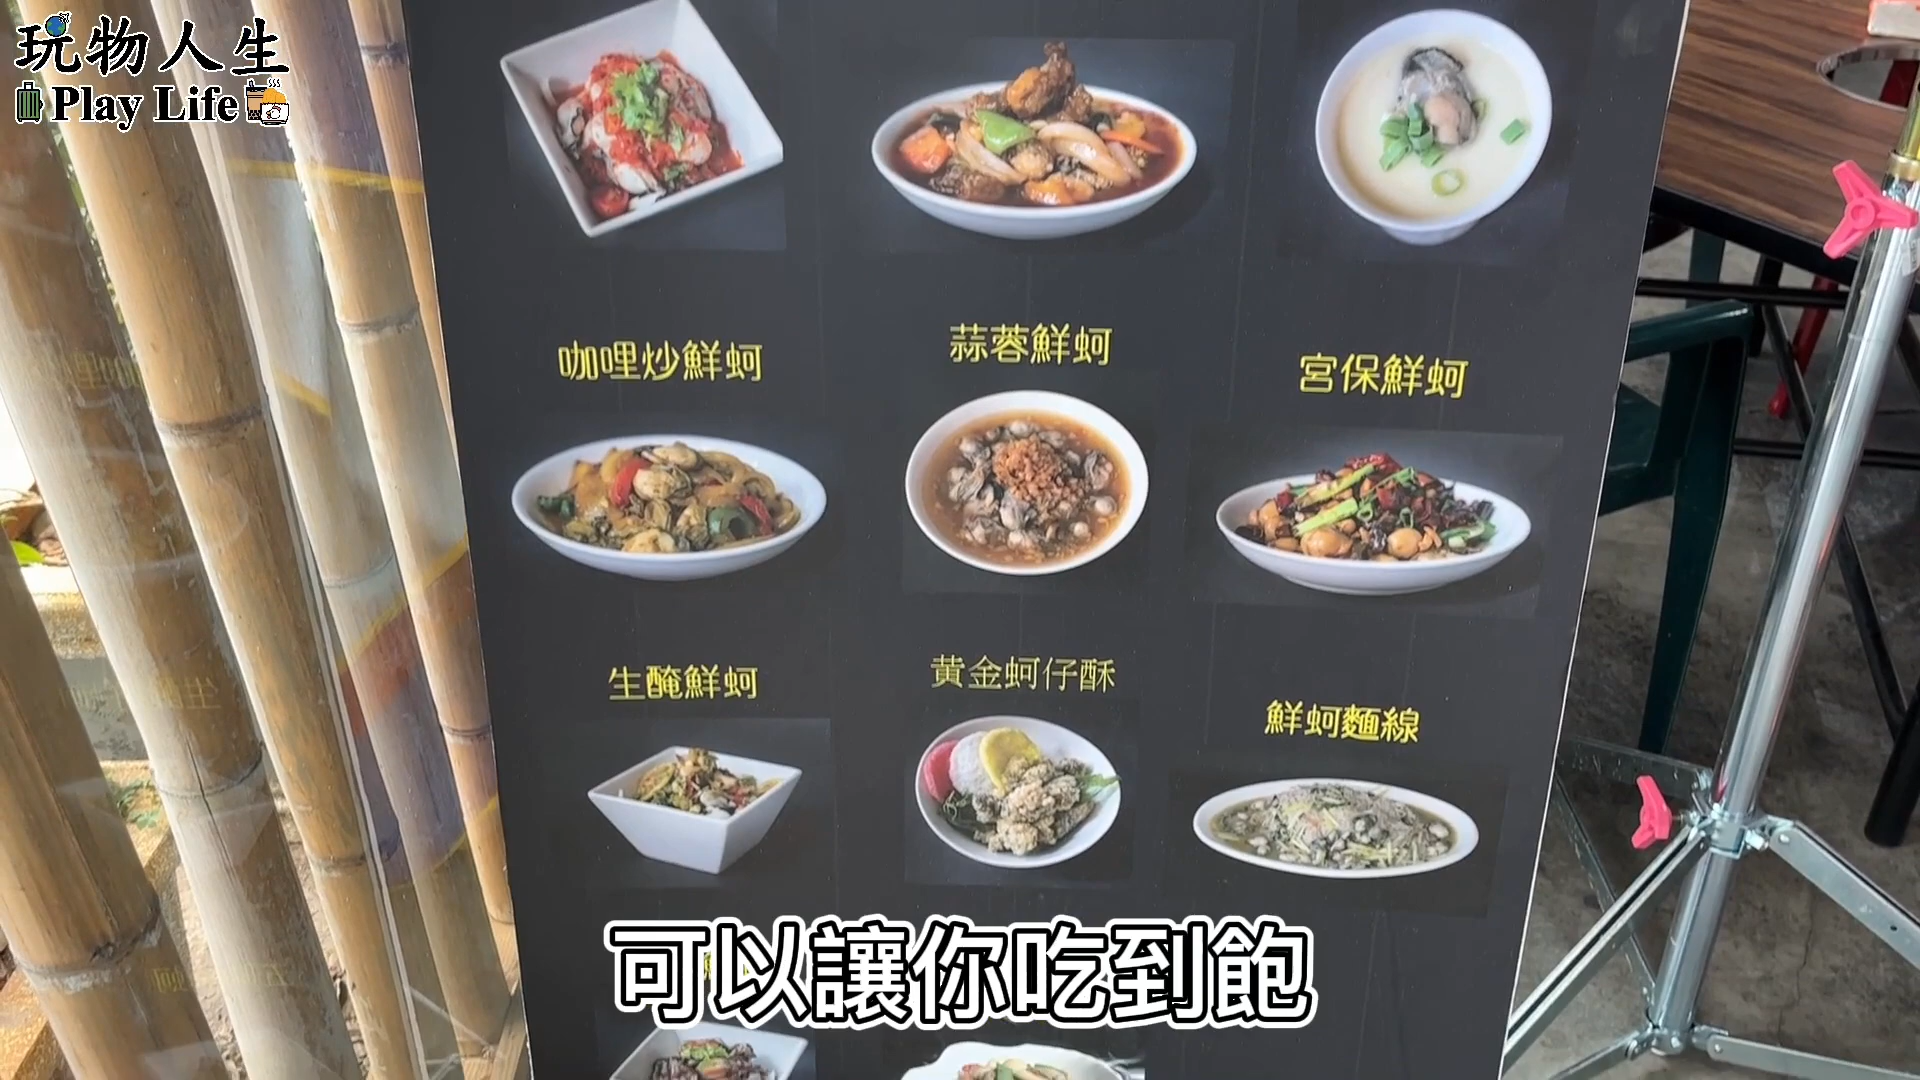 玩物人生
Play Life
咖哩炒鮮蚵
蒜蓉鮮蚵
宮保鮮蚵
生醃鮮蚵
黃金蚵仔酥
鮮蚵麵線
可以讓你吃到飽